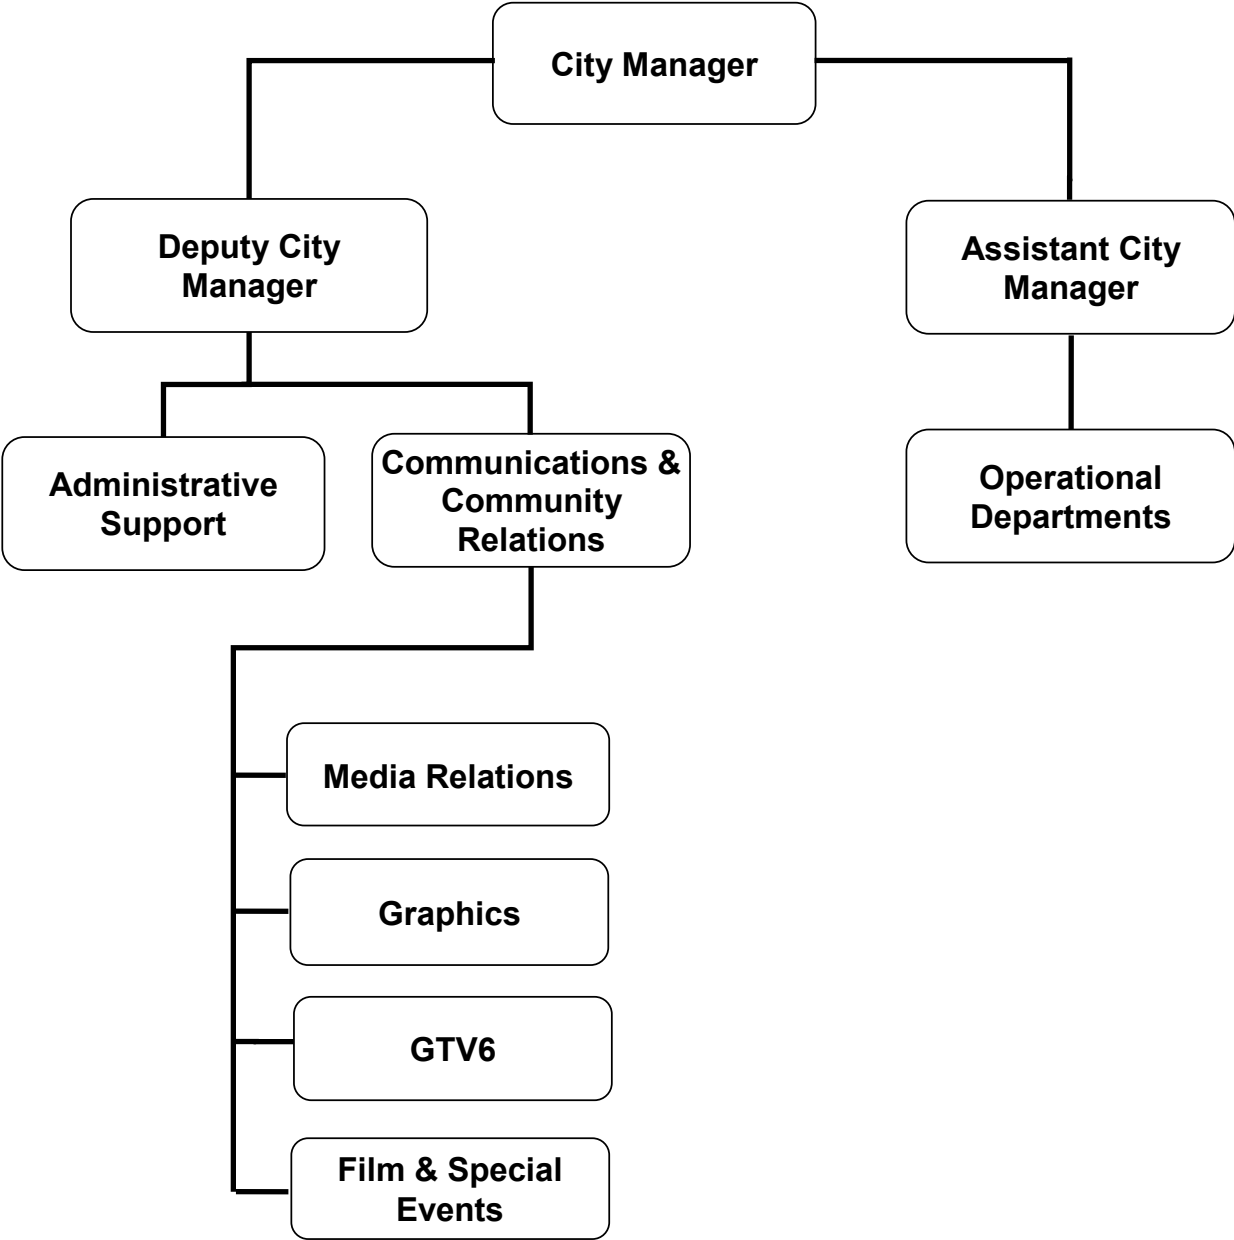 City Manager
Deputy City
Manager
Assistant City
Manager
Administrative
Support
Communications &
Community
Relations
Operational
Departments
Media Relations
Graphics
GTV6
Film & Special
Events